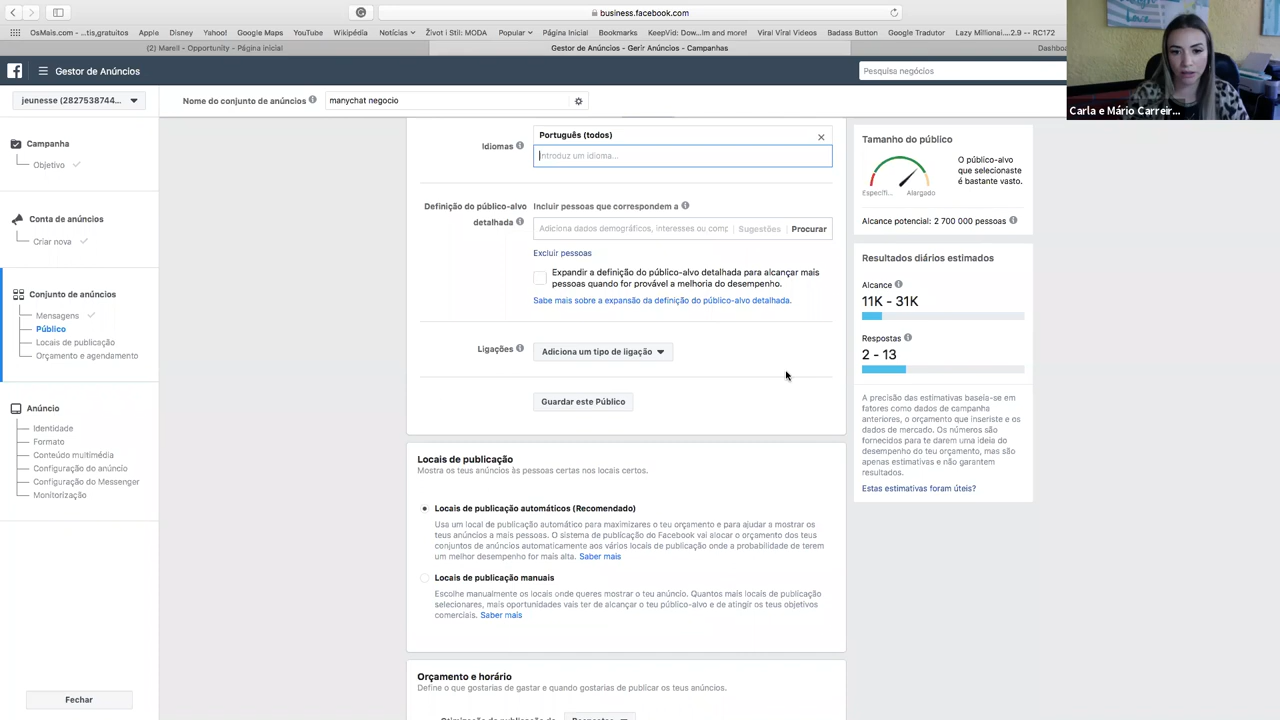 business.facebook.com
OsMais.com -...tis,gratuitos Apple Disney Yahoo! Google Maps YouTube Wikipédia Notícias Život i Stil: MODA Popular Página Inicial Bookmarks KeepVid: Dow...im and more! Viral Viral Videos Badass Button Google Tradutor Lazy Millionai....2.9 -- RC172
(2) Marell - Opportunity - Página inicial
Gestor de Anúncios - Gerir Anúncios - Campanhas
Dashboa
Gestor de Anúncios
Pesquisa negócios
Carla e Mário Carreir...
jeunesse (2827538744...
Nome do conjunto de anúncios
manychat negocio
Campanha
Objetivo
Conta de anúncios
Criar nova
Conjunto de anúncios
Mensagens
Público
Locais de publicação
Orçamento e agendamento
Anúncio
Identidade
Formato
Conteúdo multimédia
Configuração do anúncio
Configuração do Messenger
Monitorização
Fechar
Idiomas
Português (todos)
Introduz um idioma...
Definição do público-alvo
detalhada
Incluir pessoas que correspondem a
Adiciona dados demográficos, interesses ou comp
Sugestões
Procurar
Excluir pessoas
Expandir a definição do público-alvo detalhada para alcançar mais
pessoas quando for provável a melhoria do desempenho.
Sabe mais sobre a expansão da definição do público-alvo detalhada.
Ligações
Adiciona um tipo de ligação
Guardar este Público
Locais de publicação
Mostra os teus anúncios às pessoas certas nos locais certos.
Locais de publicação automáticos (Recomendado)
Usa um local de publicação automático para maximizares o teu orçamento e para ajudar a mostrar os
teus anúncios a mais pessoas. O sistema de publicação do Facebook vai alocar o orçamento dos teus
conjuntos de anúncios automaticamente aos vários locais de publicação onde a probabilidade de terem
um melhor desempenho for mais alta. Saber mais
Locais de publicação manuais
Escolhe manualmente os locais onde queres mostrar o teu anúncio. Quantos mais locais de publicação
selecionares, mais oportunidades vais ter de alcançar o teu público-alvo e de atingir os teus objetivos
comerciais. Saber mais
Orçamento e horário
Define o que gostarias de gastar e quando gostarias de publicar os teus anúncios.
Tamanho do público
Específi...
Alargado
O público-alvo
que selecionaste
é bastante vasto.
Alcance potencial: 2 700 000 pessoas
Resultados diários estimados
Alcance
11K - 31K
Respostas
2 - 13
A precisão das estimativas baseia-se em
fatores como dados de campanha
anteriores, o orçamento que inseriste e os
dados de mercado. Os números são
fornecidos para te darem uma ideia do
desempenho do teu orçamento, mas são
apenas estimativas e não garantem
resultados.
Estas estimativas foram úteis?